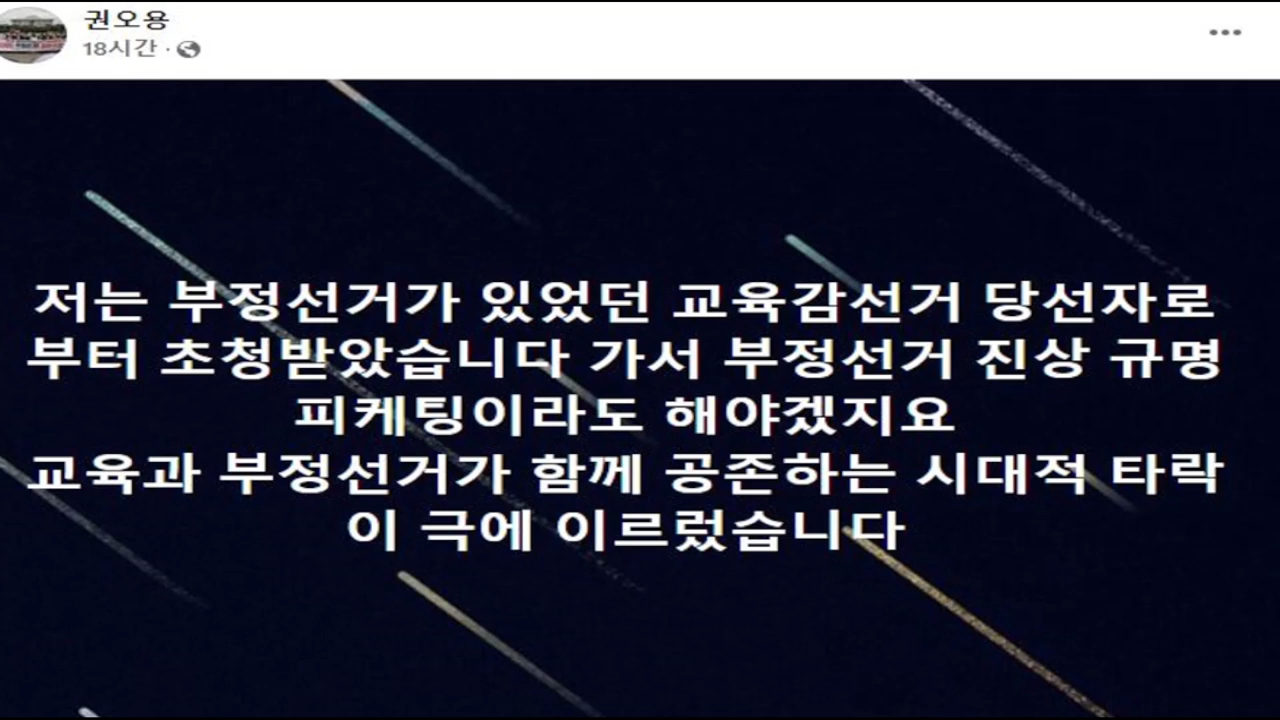 권오용
18시간 ·
저는 부정선거가 있었던 교육감선거 당선자로
부터 초청받았습니다 가서 부정선거 진상 규명
피케팅이라도 해야겠지요
교육과 부정선거가 함께 공존하는 시대적 타락
이 극에 이르렀습니다